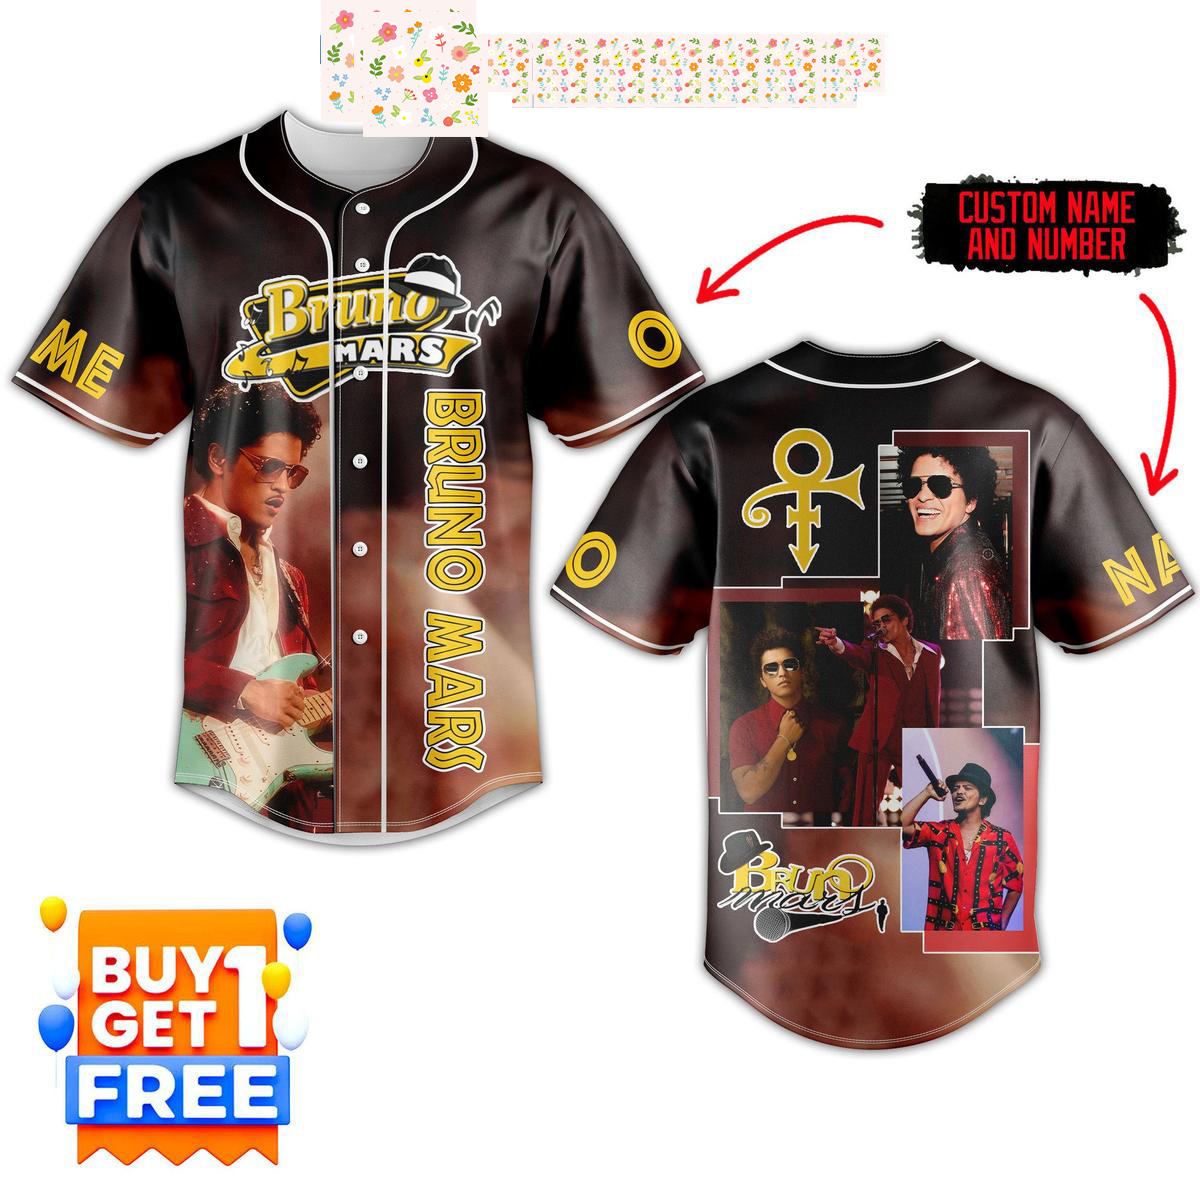 CUSTOM NAME
AND NUMBER
Bruno
MARS
ME
O
BRUNO MARS
O
NA
BRUNO
mars
BUY 1
GET
FREE